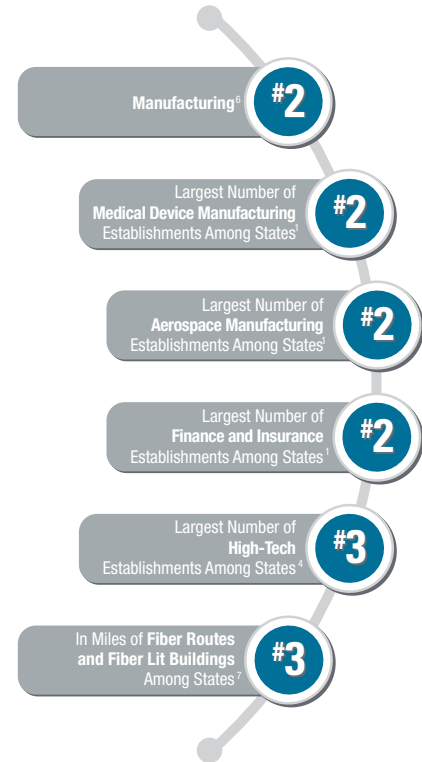 Manufacturing⁶
#2
Largest Number of
Medical Device Manufacturing
Establishments Among States¹
#2
Largest Number of
Aerospace Manufacturing
Establishments Among States¹
#2
Largest Number of
Finance and Insurance
Establishments Among States¹
#2
Largest Number of
High-Tech
Establishments Among States⁴
#3
In Miles of Fiber Routes
and Fiber Lit Buildings
Among States⁷
#3